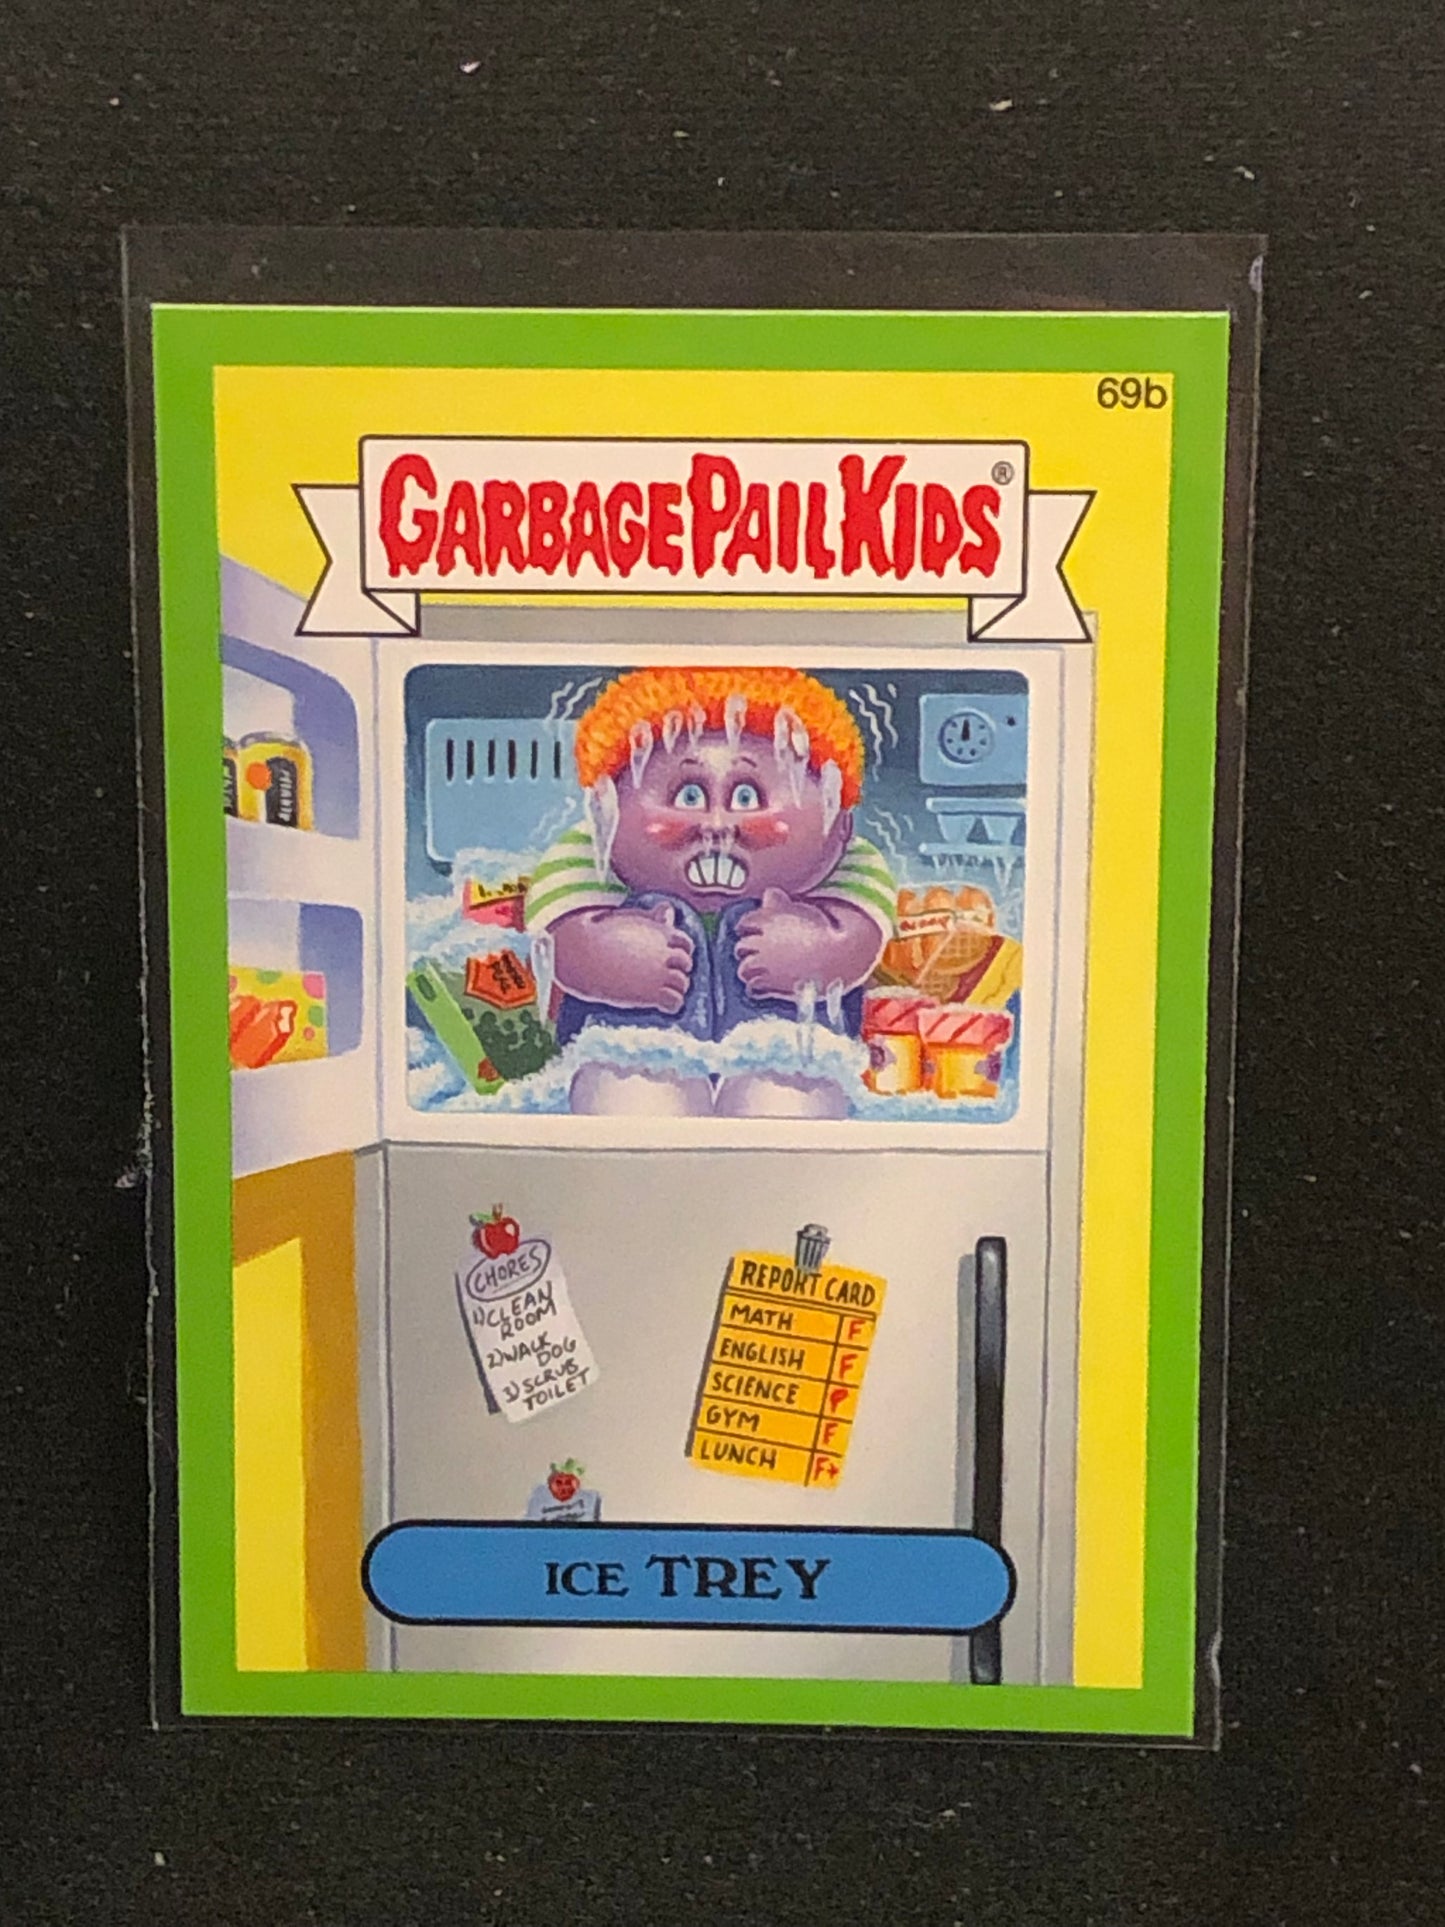 69b
GARBAGE PAIL KIDS®
CHORES
1) CLEAN
ROOM
2) WALK
DOG
3) SCRUB
TOILET
REPORT CARD
MATH F
ENGLISH F
SCIENCE F
GYM F
LUNCH F+
ICE TREY